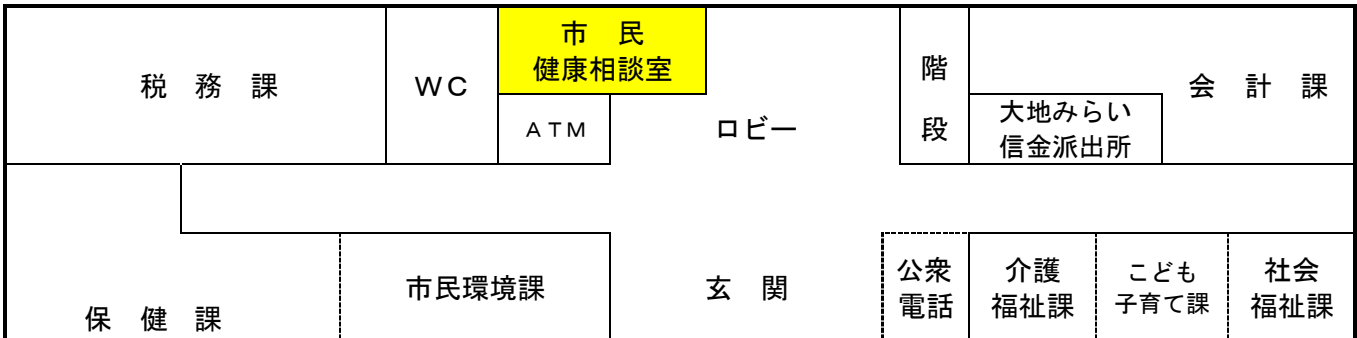 市　民
健康相談室
税　務　課
ＷＣ
階
段
会　計　課
ＡＴＭ
ロビー
大地みらい
信金派出所
保　健　課
市民環境課
玄　関
公衆
電話
介護
福祉課
こども
子育て課
社会
福祉課